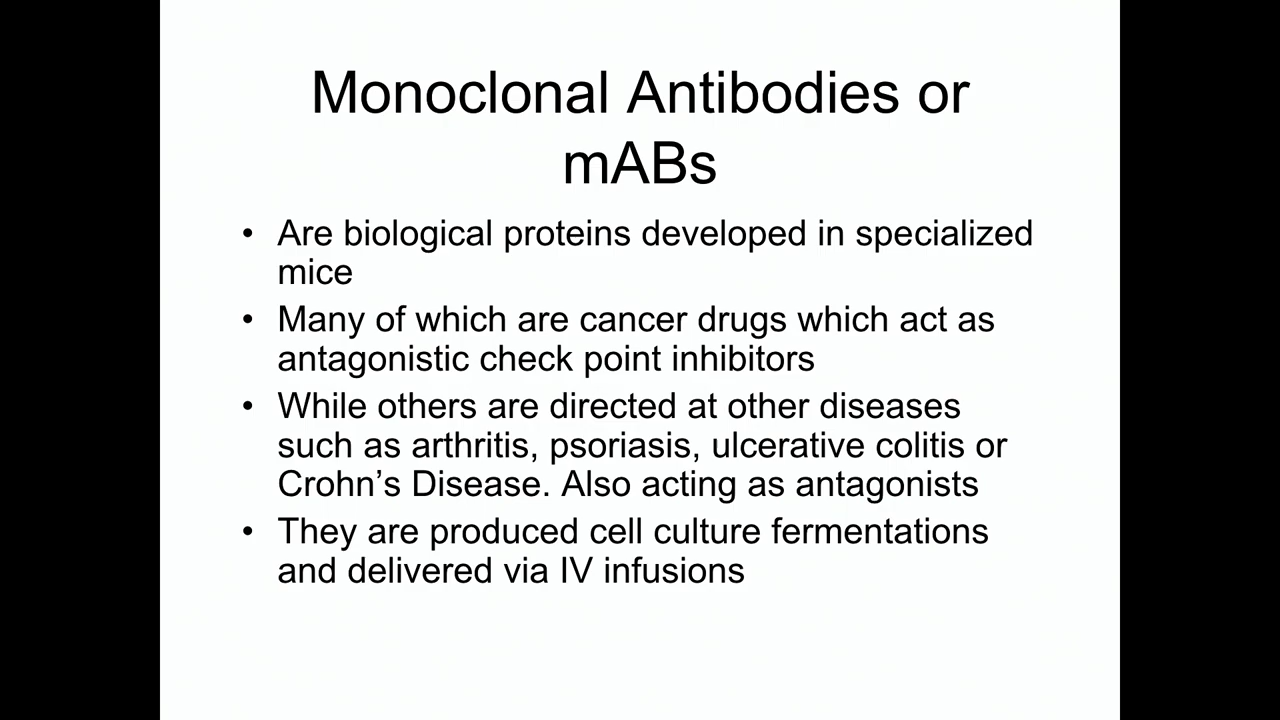 Monoclonal Antibodies or
mABs
• Are biological proteins developed in specialized
mice
• Many of which are cancer drugs which act as
antagonistic check point inhibitors
• While others are directed at other diseases
such as arthritis, psoriasis, ulcerative colitis or
Crohn’s Disease. Also acting as antagonists
• They are produced cell culture fermentations
and delivered via IV infusions